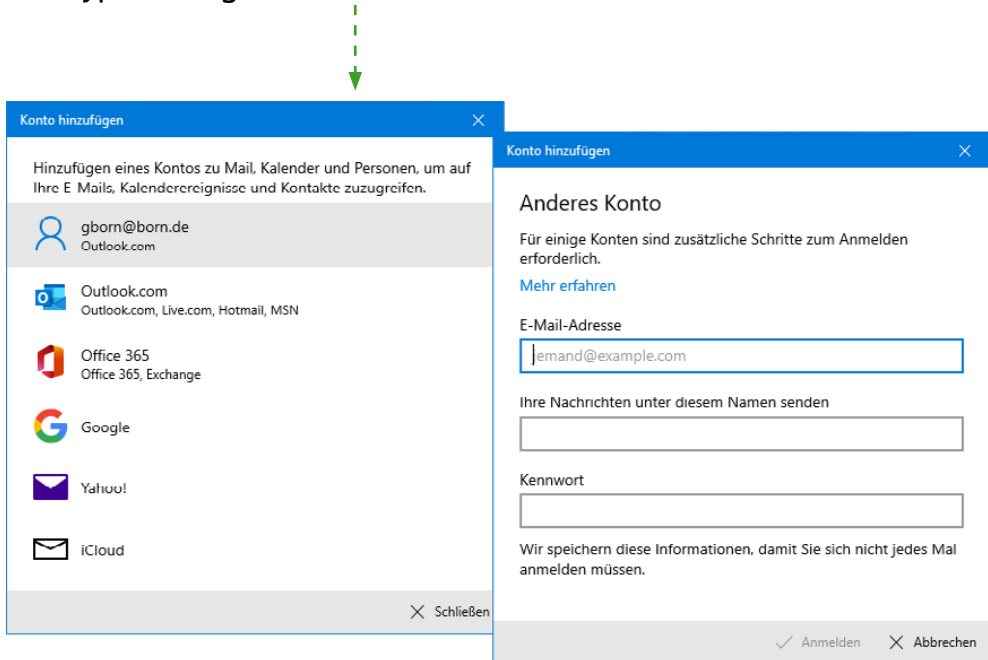 Konto hinzufügen
Hinzufügen eines Kontos zu Mail, Kalender und Personen, um auf
Ihre E-Mails, Kalenderereignisse und Kontakte zuzugreifen.
gborn@born.de
Outlook.com
Outlook.com
Outlook.com, Live.com, Hotmail, MSN
Office 365
Office 365, Exchange
Google
Yahoo!
iCloud
Schließen
Konto hinzufügen
Anderes Konto
Für einige Konten sind zusätzliche Schritte zum Anmelden
erforderlich.
Mehr erfahren
E-Mail-Adresse
jemand@example.com
Ihre Nachrichten unter diesem Namen senden
Kennwort
Wir speichern diese Informationen, damit Sie sich nicht jedes Mal
anmelden müssen.
Anmelden
Abbrechen